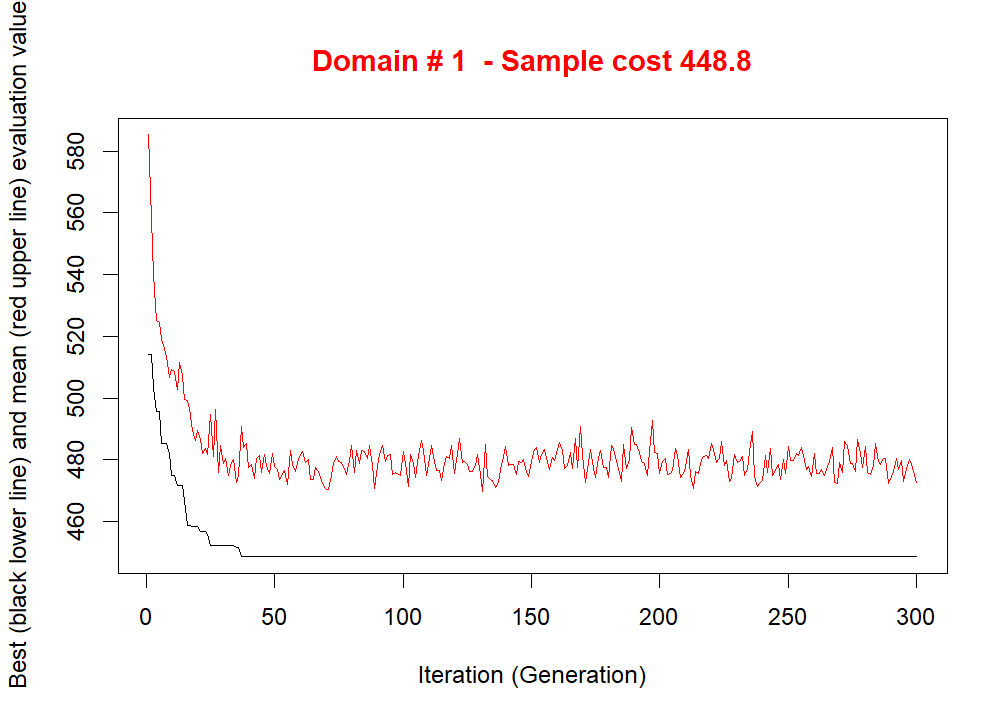 Domain # 1  - Sample cost 448.8
Best (black lower line) and mean (red upper line) evaluation value
580
560
540
520
500
480
460
0 50 100 150 200 250 300
Iteration (Generation)